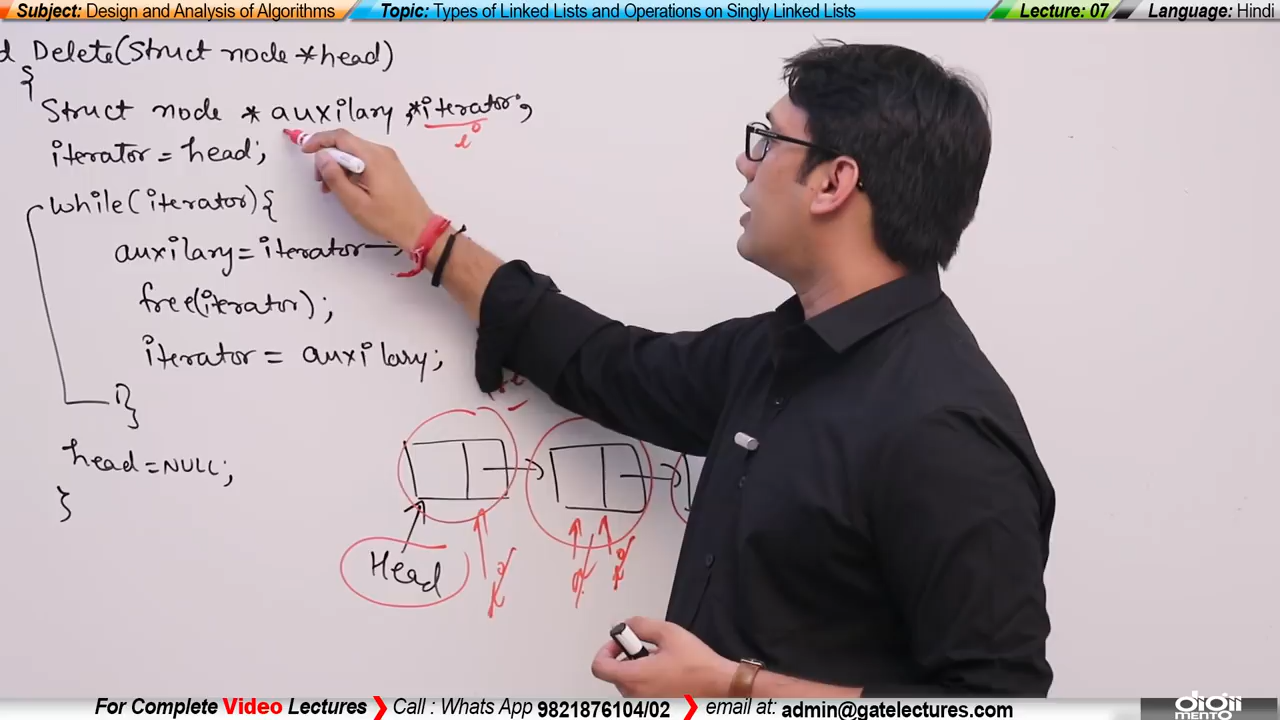 Subject: Design and Analysis of Algorithms
Topic: Types of Linked Lists and Operations on Singly Linked Lists
Lecture: 07
Language: Hindi
d Delete(Struct node *head)
{
Struct node * auxilary, *iterator;
i
iterator = head;
while(iterator){
auxilary = iterator→
free(iterator);
iterator = auxilary;
}
head = NULL;
}
Head
For Complete Video Lectures
Call : Whats App 9821876104/02
email at: admin@gatelectures.com
digii
MENTO